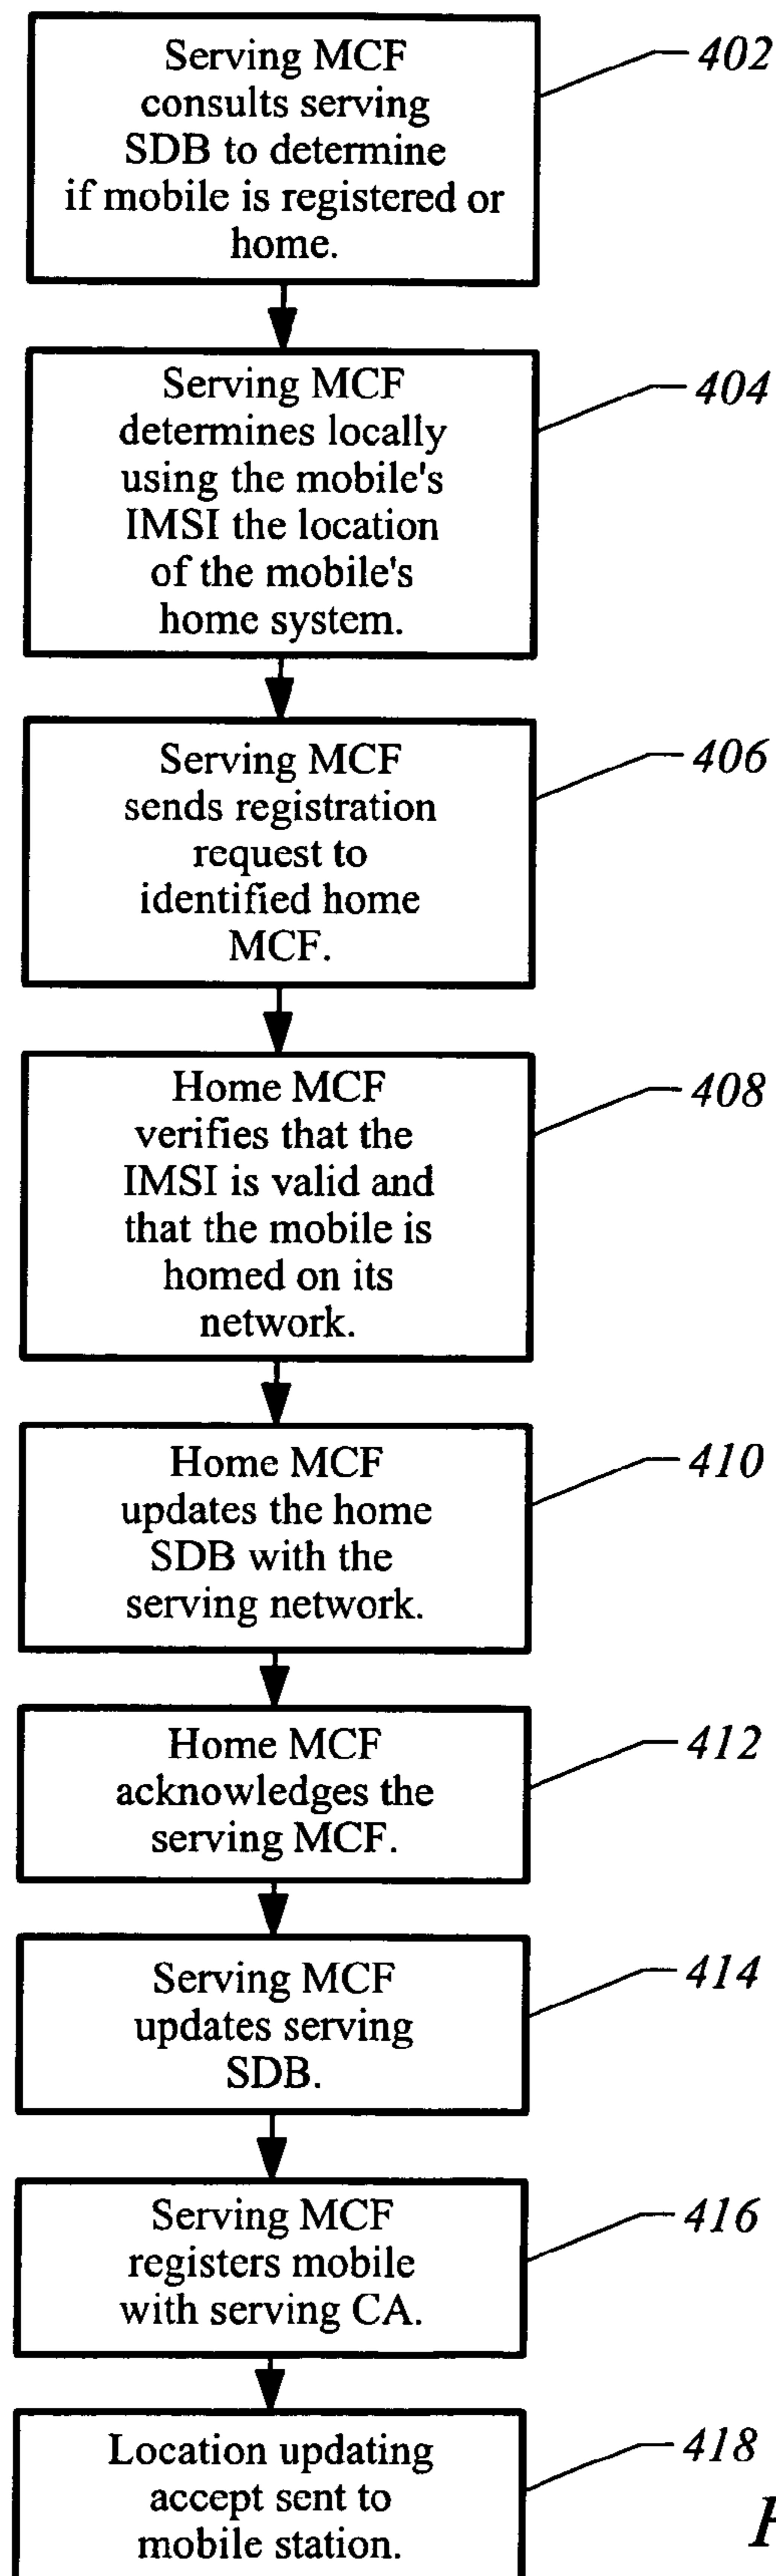 Serving MCF
consults serving
SDB to determine
if mobile is registered or
home.
402
Serving MCF
determines locally
using the mobile's
IMSI the location
of the mobile's
home system.
404
Serving MCF
sends registration
request to
identified home
MCF.
406
Home MCF
verifies that the
IMSI is valid and
that the mobile is
homed on its
network.
408
Home MCF
updates the home
SDB with the
serving network.
410
Home MCF
acknowledges the
serving MCF.
412
Serving MCF
updates serving
SDB.
414
Serving MCF
registers mobile
with serving CA.
416
Location updating
accept sent to
mobile station.
418